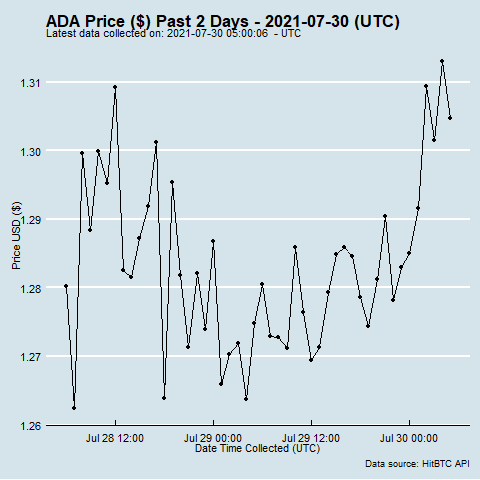 ADA Price ($) Past 2 Days - 2021-07-30 (UTC)
Latest data collected on: 2021-07-30 05:00:06  - UTC
1.31
1.30
1.29
1.28
1.27
1.26
Price USD ($)
Jul 28 12:00
Jul 29 00:00
Jul 29 12:00
Jul 30 00:00
Date Time Collected (UTC)
Data source: HitBTC API